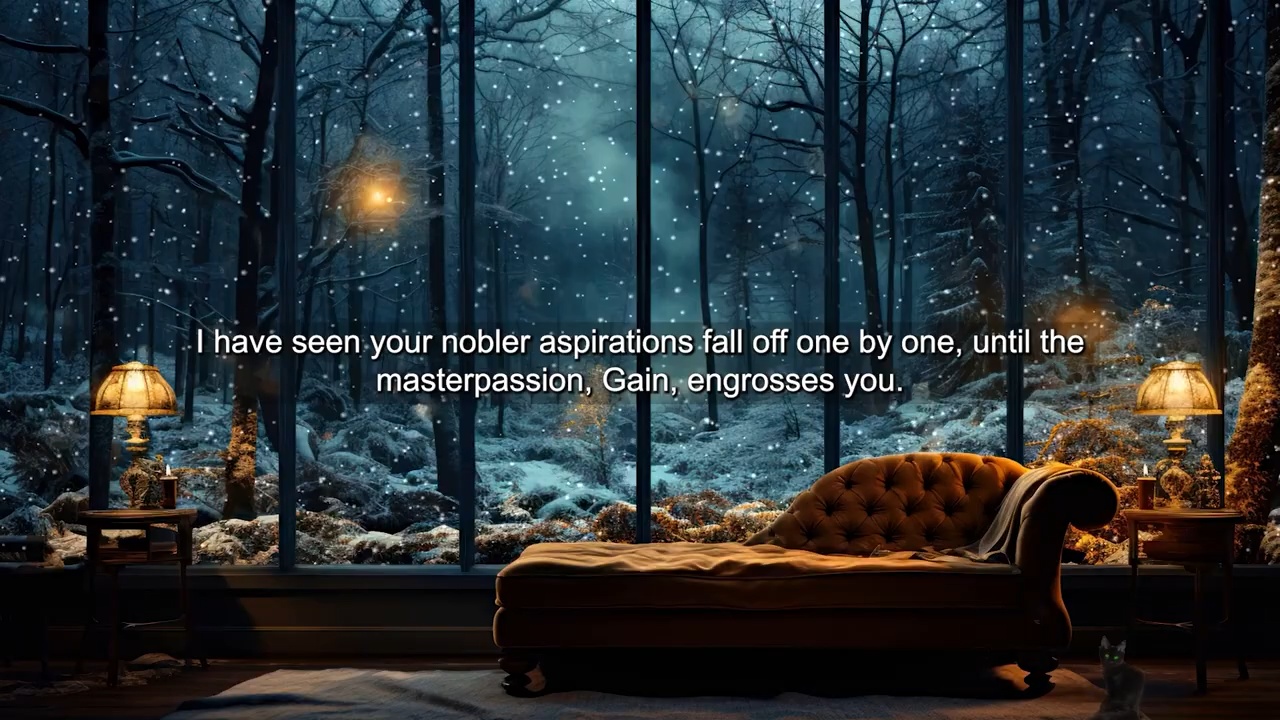 I have seen your nobler aspirations fall off one by one, until the
masterpassion, Gain, engrosses you.